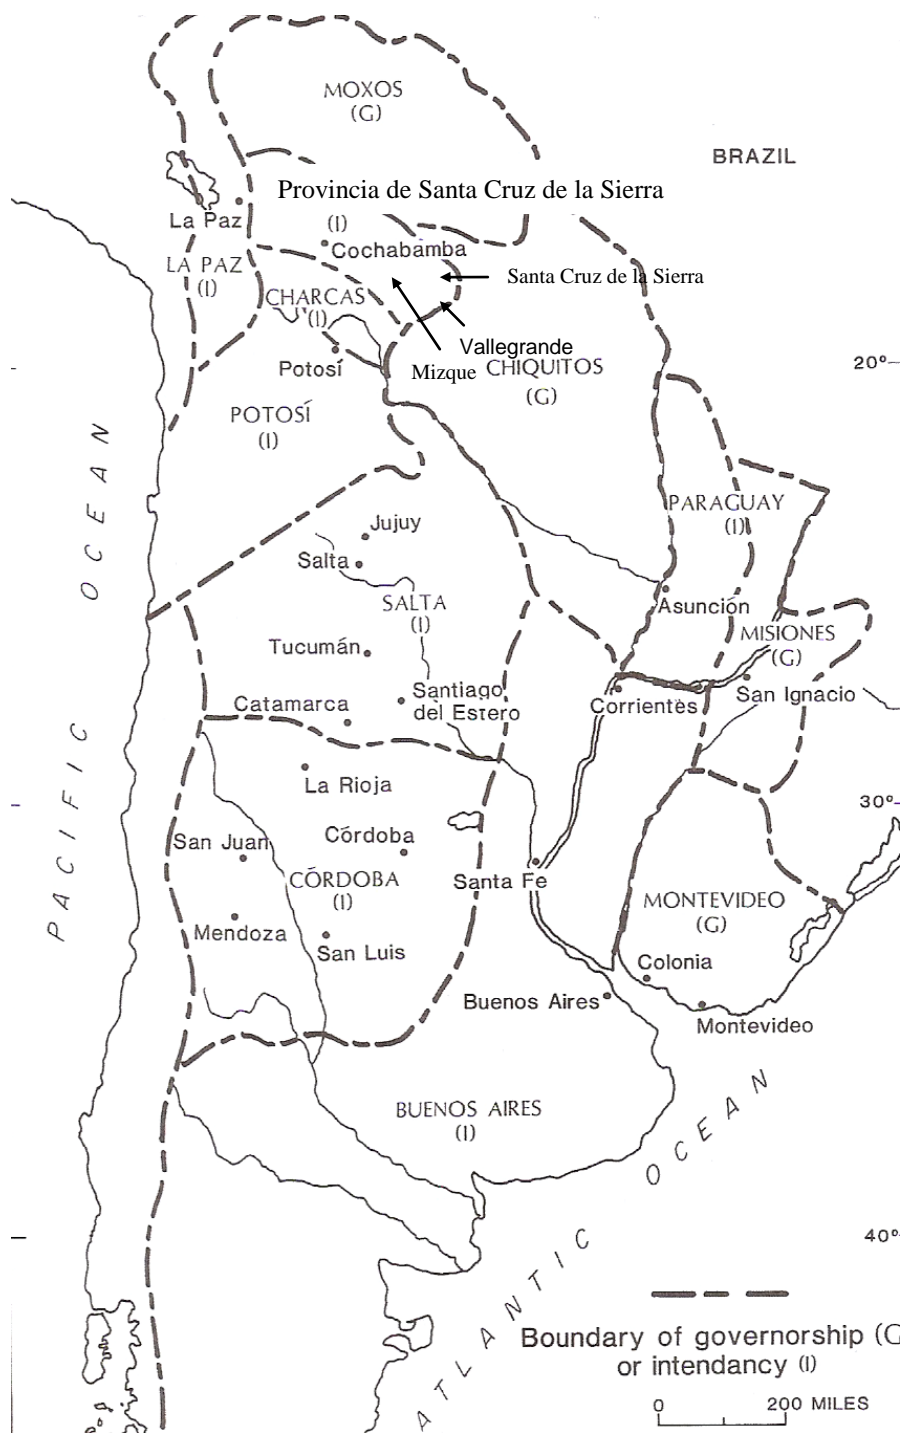 MOXOS
(G)
BRAZIL
Provincia de Santa Cruz de la Sierra
La Paz
(I)
Cochabamba
LA PAZ
(I)
Santa Cruz de la Sierra
CHARCAS
(I)
Vallegrande
Potosí
Mizque
CHIQUITOS
(G)
20°
POTOSÍ
(I)
PACIFIC OCEAN
PARAGUAY
(I)
Jujuy
Salta
SALTA
(I)
Asunción
MISIONES
(G)
Tucumán
Santiago
del Estero
San Ignacio
Catamarca
Corrientes
La Rioja
30°
San Juan
Córdoba
CÓRDOBA
(I)
Santa Fe
MONTEVIDEO
(G)
Mendoza
San Luis
Colonia
Buenos Aires
Montevideo
BUENOS AIRES
(I)
ATLANTIC OCEAN
40°
Boundary of governorship (G
or intendancy (I)
0 200 MILES